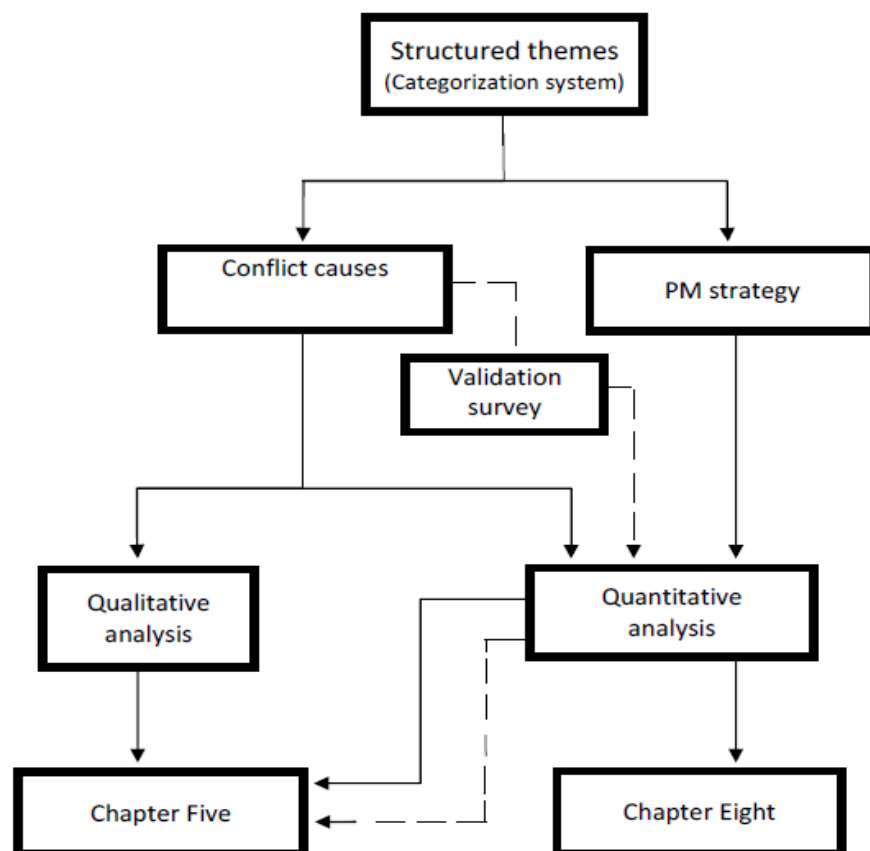 Structured themes
(Categorization system)
Conflict causes
PM strategy
Validation
survey
Qualitative
analysis
Quantitative
analysis
Chapter Five
Chapter Eight